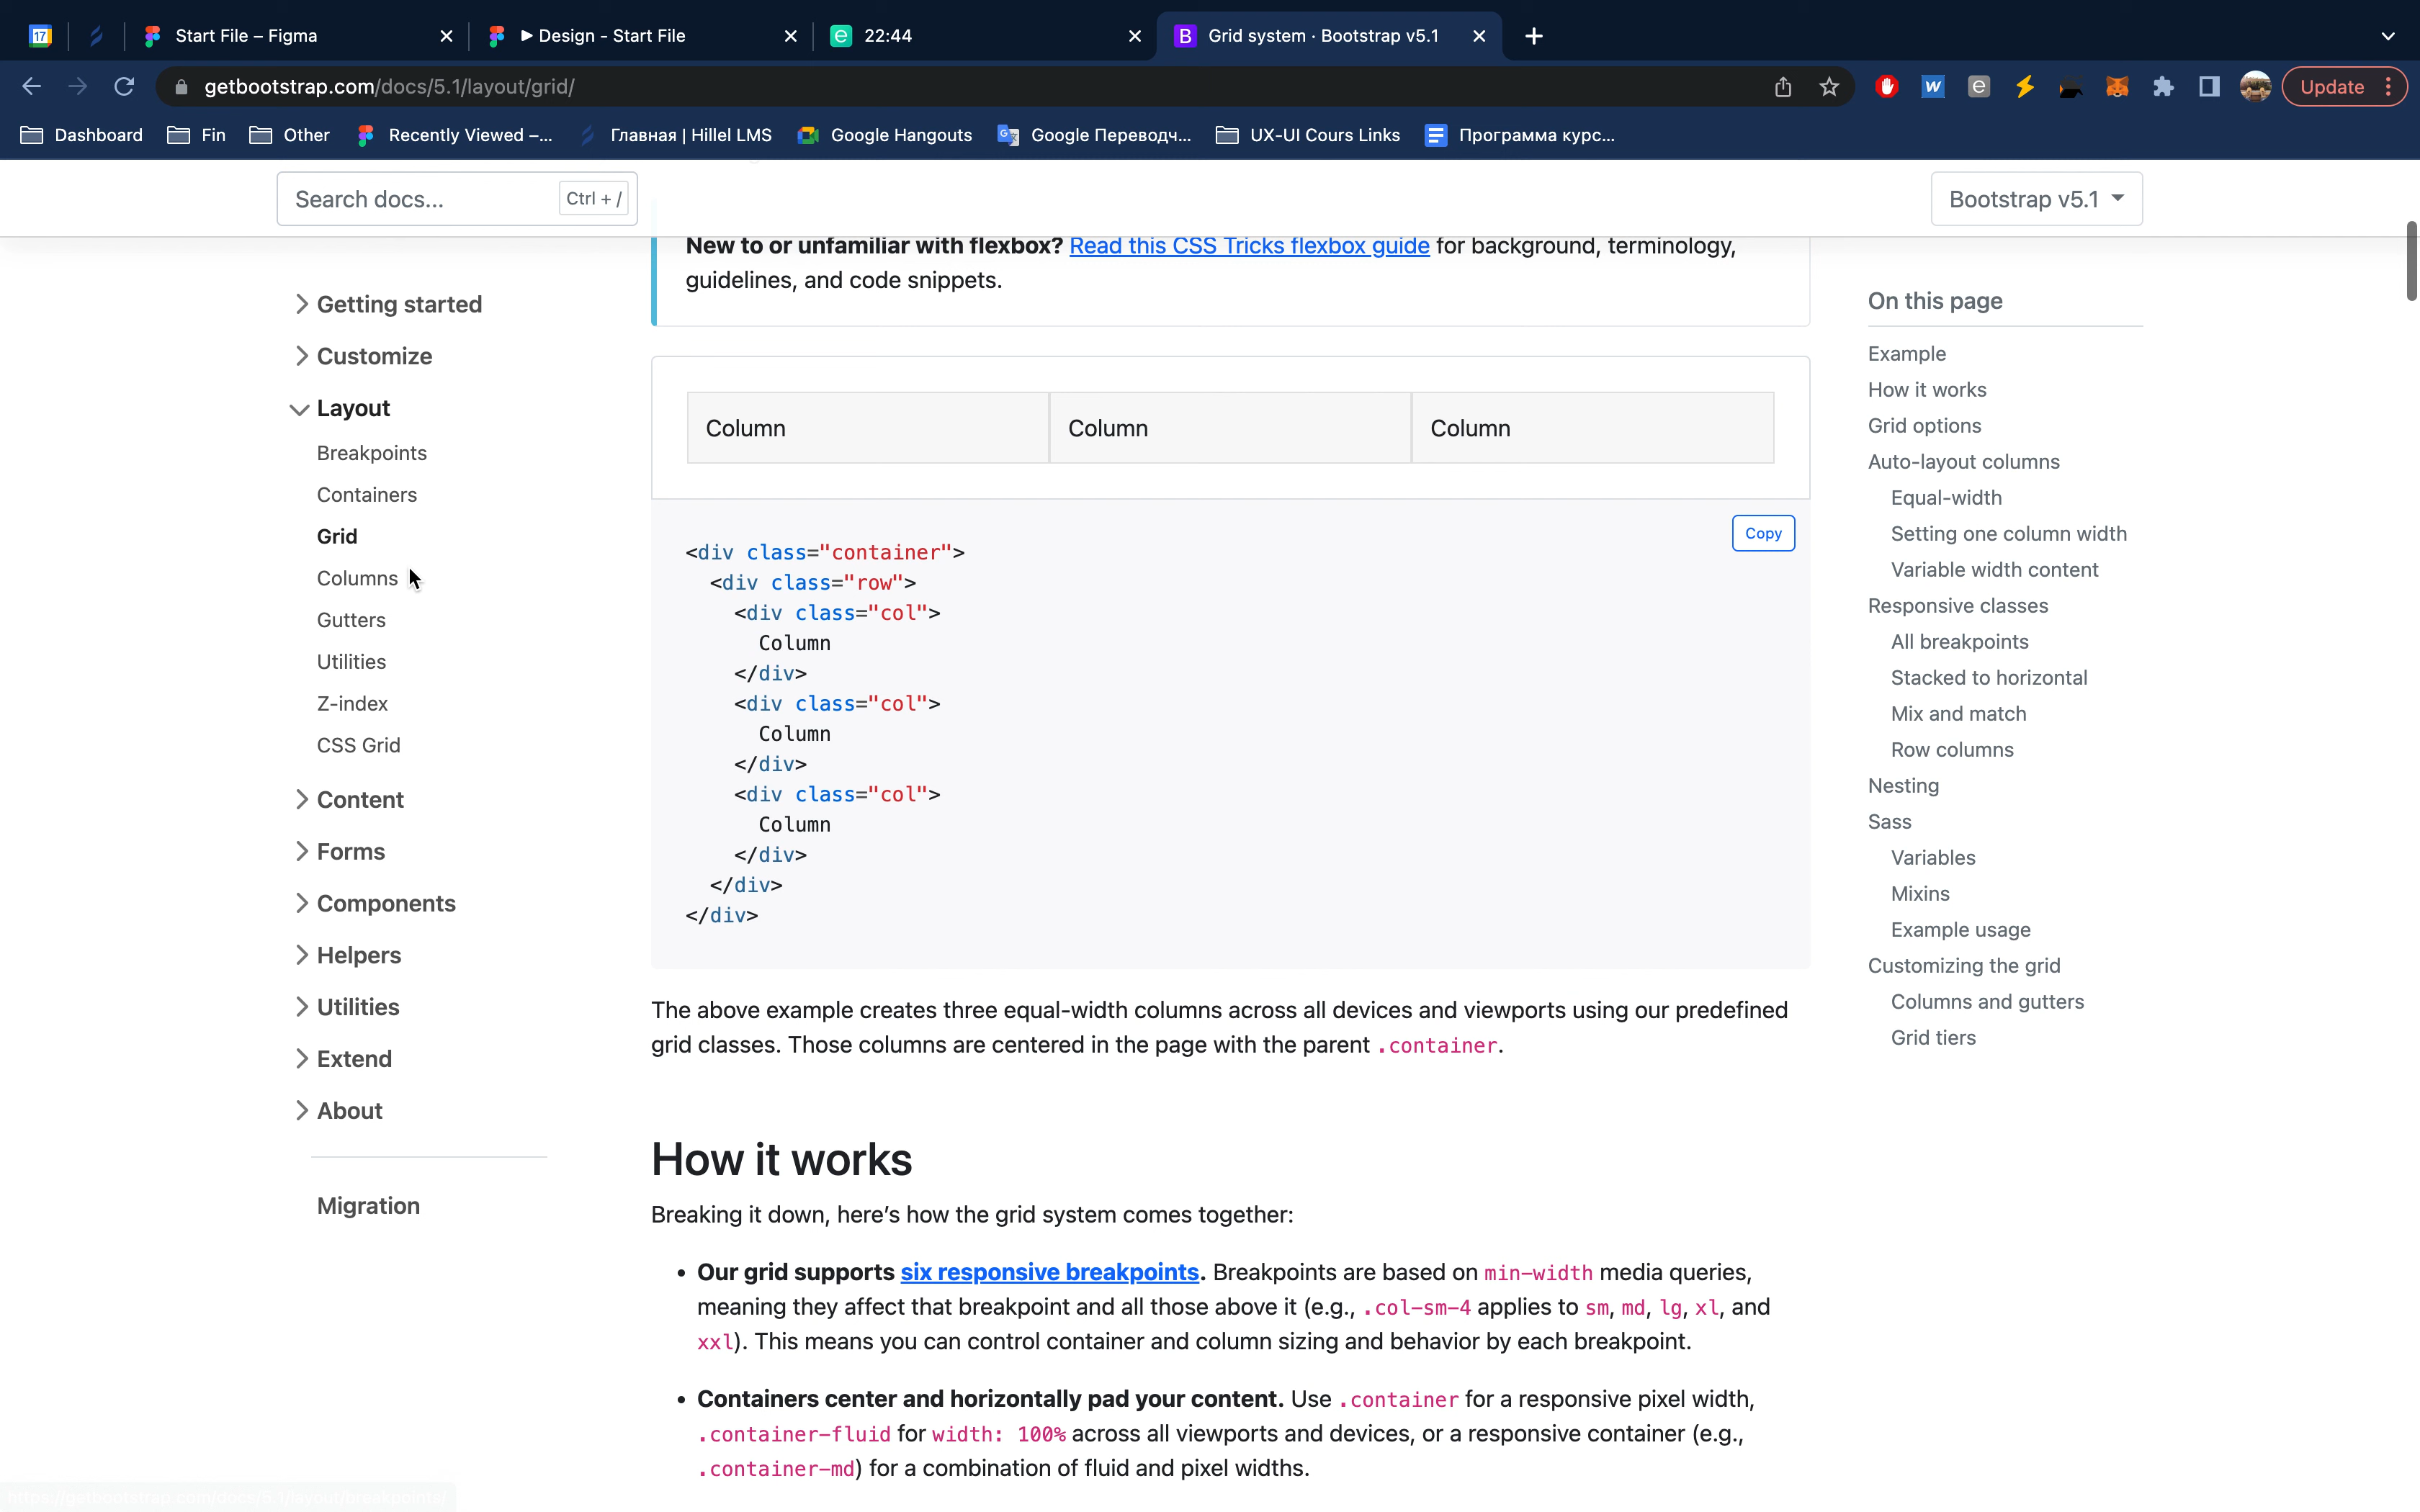 17
Start File – Figma
▶ Design - Start File
e 22:44
B Grid system · Bootstrap v5.1
getbootstrap.com/docs/5.1/layout/grid/
W
e
Update
Dashboard
Fin
Other
Recently Viewed –...
Главная | Hillel LMS
Google Hangouts
Google Переводч...
UX-UI Cours Links
Программа курс...
Search docs...
Ctrl + /
Bootstrap v5.1
Getting started
Customize
Layout
Breakpoints
Containers
Grid
Columns
Gutters
Utilities
Z-index
CSS Grid
Content
Forms
Components
Helpers
Utilities
Extend
About
Migration
New to or unfamiliar with flexbox? Read this CSS Tricks flexbox guide for background, terminology,
guidelines, and code snippets.
Column Column Column
Copy
<div class="container">
<div class="row">
<div class="col">
Column
</div>
<div class="col">
Column
</div>
<div class="col">
Column
</div>
</div>
</div>
The above example creates three equal-width columns across all devices and viewports using our predefined
grid classes. Those columns are centered in the page with the parent .container.
How it works
Breaking it down, here’s how the grid system comes together:
• Our grid supports six responsive breakpoints. Breakpoints are based on min-width media queries,
meaning they affect that breakpoint and all those above it (e.g., .col-sm-4 applies to sm, md, lg, xl, and
xxl). This means you can control container and column sizing and behavior by each breakpoint.
• Containers center and horizontally pad your content. Use .container for a responsive pixel width,
.container-fluid for width: 100% across all viewports and devices, or a responsive container (e.g.,
.container-md) for a combination of fluid and pixel widths.
On this page
Example
How it works
Grid options
Auto-layout columns
Equal-width
Setting one column width
Variable width content
Responsive classes
All breakpoints
Stacked to horizontal
Mix and match
Row columns
Nesting
Sass
Variables
Mixins
Example usage
Customizing the grid
Columns and gutters
Grid tiers